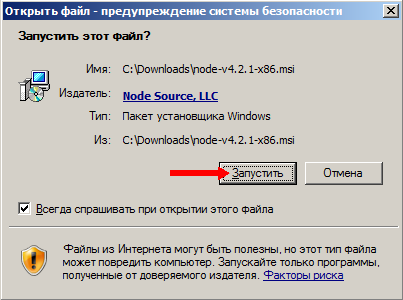 Открыть файл - предупреждение системы безопасности
Запустить этот файл?
Имя: C:\Downloads\node-v4.2.1-x86.msi
Издатель: Node Source, LLC
Тип: Пакет установщика Windows
Из: C:\Downloads\node-v4.2.1-x86.msi
Запустить Отмена
Всегда спрашивать при открытии этого файла
Файлы из Интернета могут быть полезны, но этот тип файла
может повредить компьютер. Запускайте только программы,
полученные от доверяемого издателя. Факторы риска